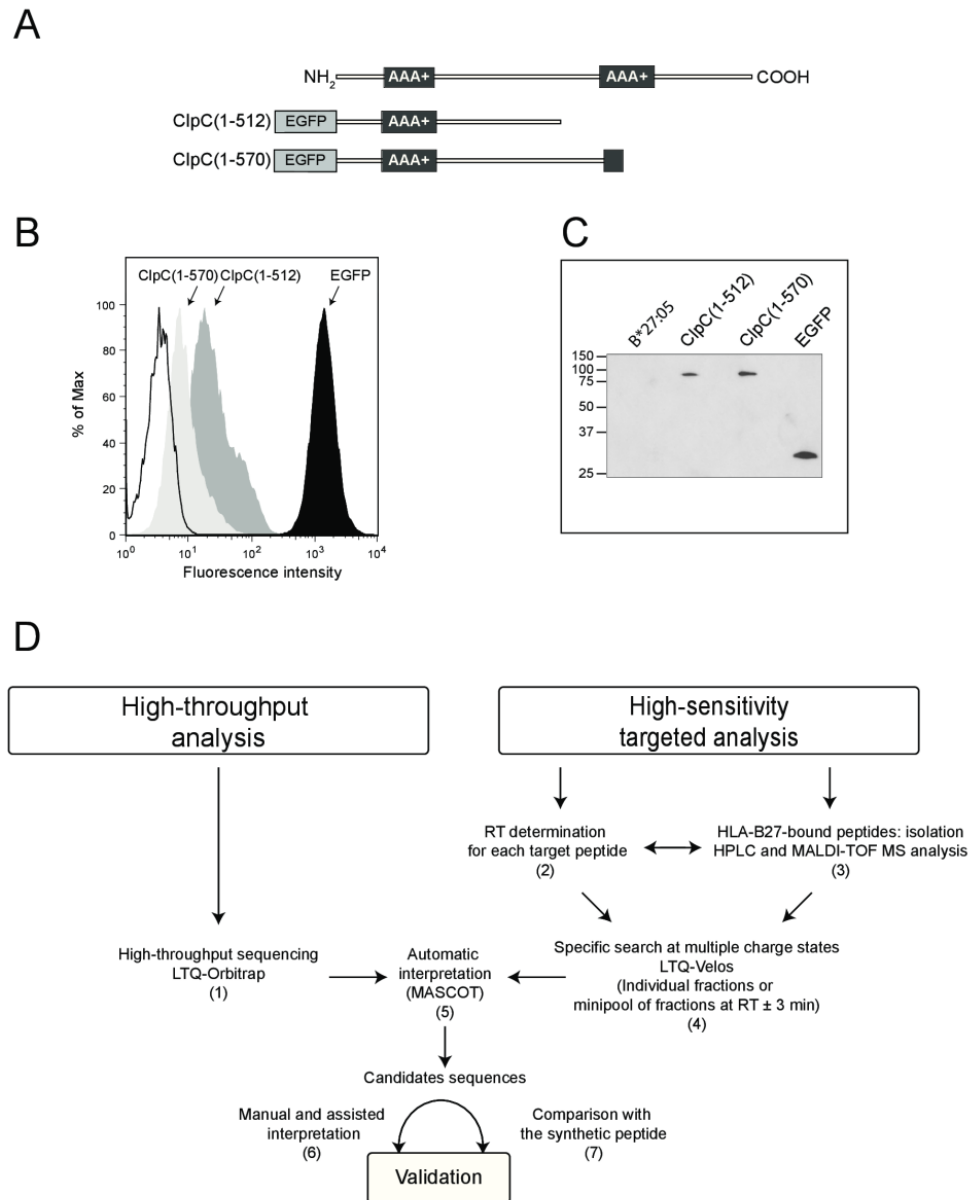 A
NH2 AAA+ AAA+ COOH
ClpC(1-512) EGFP AAA+
ClpC(1-570) EGFP AAA+
B
ClpC(1-570) ClpC(1-512) EGFP
100
80
60
40
20
0
% of Max
10^0 10^1 10^2 10^3 10^4
Fluorescence intensity
C
B*27:05 ClpC(1-512) ClpC(1-570) EGFP
150
100
75
50
37
25
D
High-throughput
analysis
High-sensitivity
targeted analysis
RT determination
for each target peptide
(2)
HLA-B27-bound peptides: isolation
HPLC and MALDI-TOF MS analysis
(3)
High-throughput sequencing
LTQ-Orbitrap
(1)
Automatic
interpretation
(MASCOT)
(5)
Specific search at multiple charge states
LTQ-Velos
(Individual fractions or
minipool of fractions at RT ± 3 min)
(4)
Candidates sequences
Manual and assisted
interpretation
(6)
Comparison with
the synthetic peptide
(7)
Validation